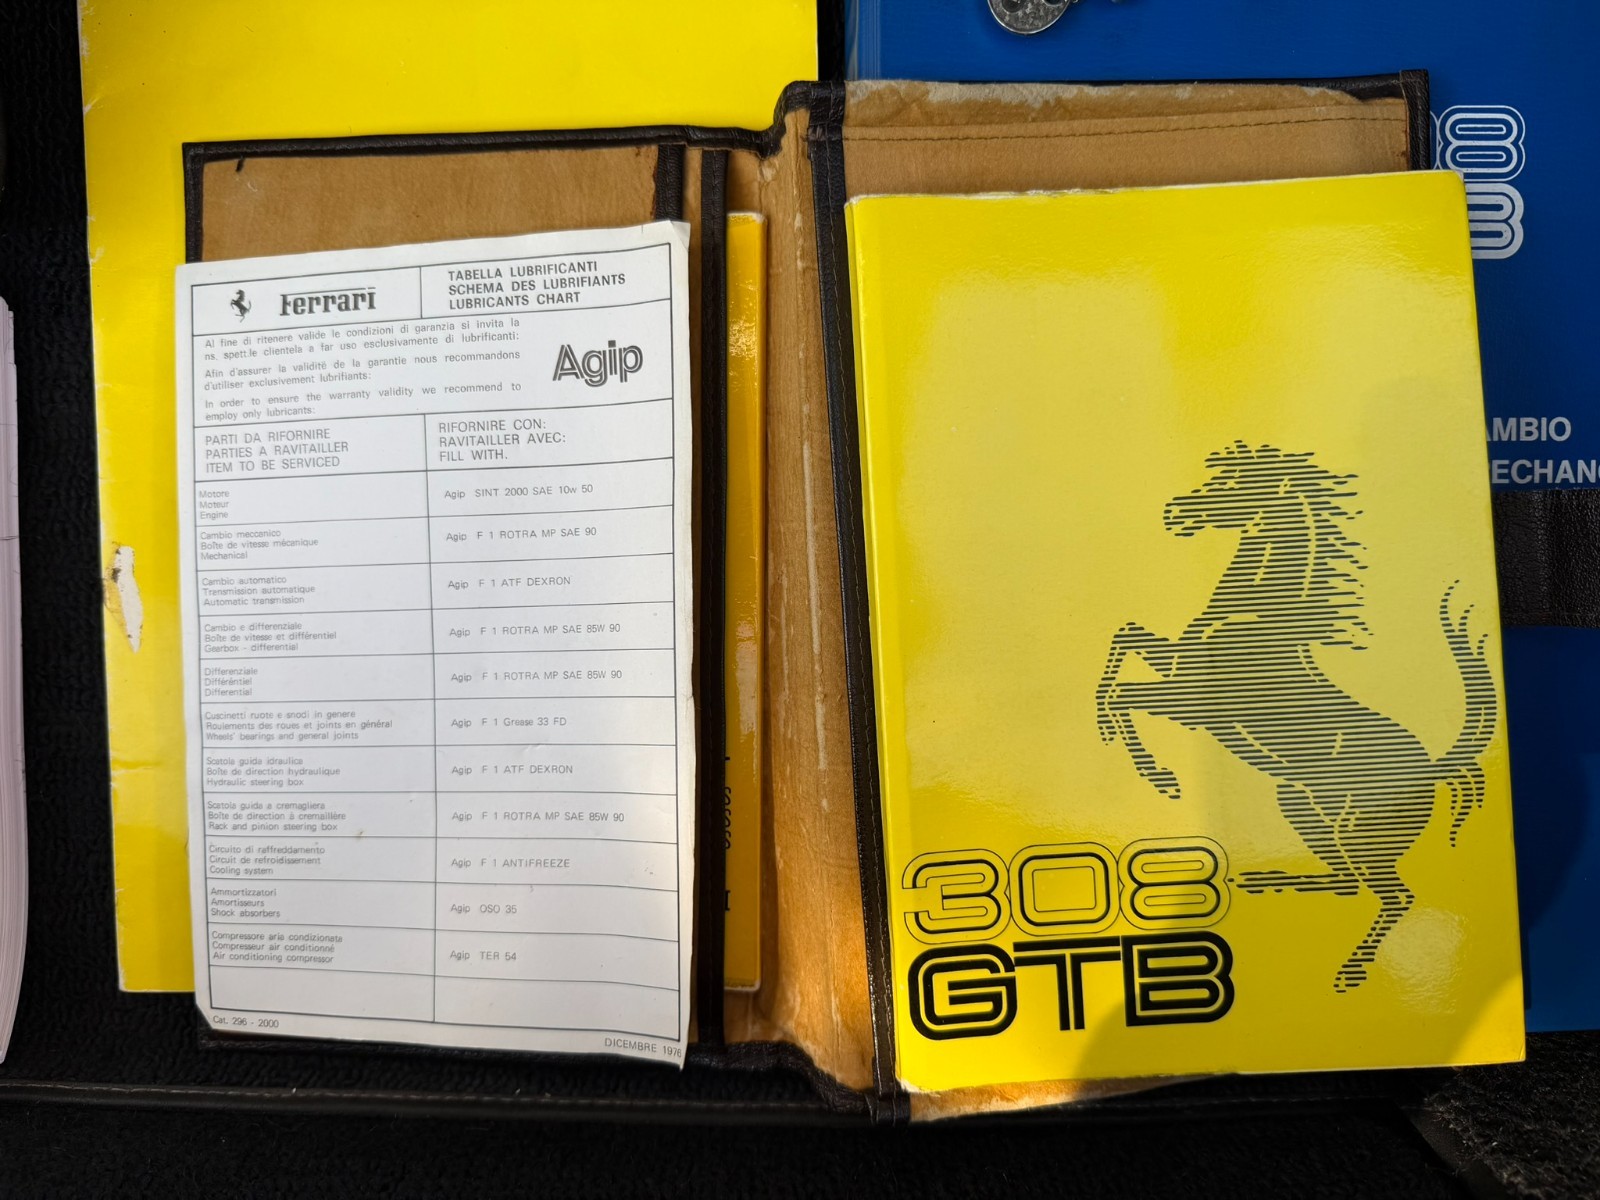 Ferrari
TABELLA LUBRIFICANTI
SCHEMA DES LUBRIFIANTS
LUBRICANTS CHART
Al fine di ritenere valide le condizioni di garanzia si invita la
ns. spett.le clientela a far uso esclusivamente di lubrificanti:
Afin d'assurer la validité de la garantie nous recommandons
d'utiliser exclusivement lubrifiants:
In order to ensure the warranty validity we recommend to
employ only lubricants:
Agip
PARTI DA RIFORNIRE
PARTIES A RAVITAILLER
ITEM TO BE SERVICED
RIFORNIRE CON:
RAVITAILLER AVEC:
FILL WITH.
Motore
Moteur
Engine
Agip SINT 2000 SAE 10w 50
Cambio meccanico
Boîte de vitesse mécanique
Mechanical
Agip F 1 ROTRA MP SAE 90
Cambio automatico
Transmission automatique
Automatic transmission
Agip F 1 ATF DEXRON
Cambio e differenziale
Boîte de vitesse et différentiel
Gearbox - differential
Agip F 1 ROTRA MP SAE 85W 90
Differenziale
Différentiel
Differential
Agip F 1 ROTRA MP SAE 85W 90
Cuscinetti ruote e snodi in genere
Roulements des roues et joints en général
Wheels' bearings and general joints
Agip F 1 Grease 33 FD
Scatola guida idraulica
Boîte de direction hydraulique
Hydraulic steering box
Agip F 1 ATF DEXRON
Scatola guida a cremagliera
Boîte de direction à cremaillère
Rack and pinion steering box
Agip F 1 ROTRA MP SAE 85W 90
Circuito di raffreddamento
Circuit de refroidissement
Cooling system
Agip F 1 ANTIFREEZE
Ammortizzatori
Amortisseurs
Shock absorbers
Agip OSO 35
Compressore aria condizionata
Compresseur air conditionné
Air conditioning compressor
Agip TER 54
Cat. 296 - 2000
DICEMBRE 1976
308
GTB
AMBIO
ECHAN